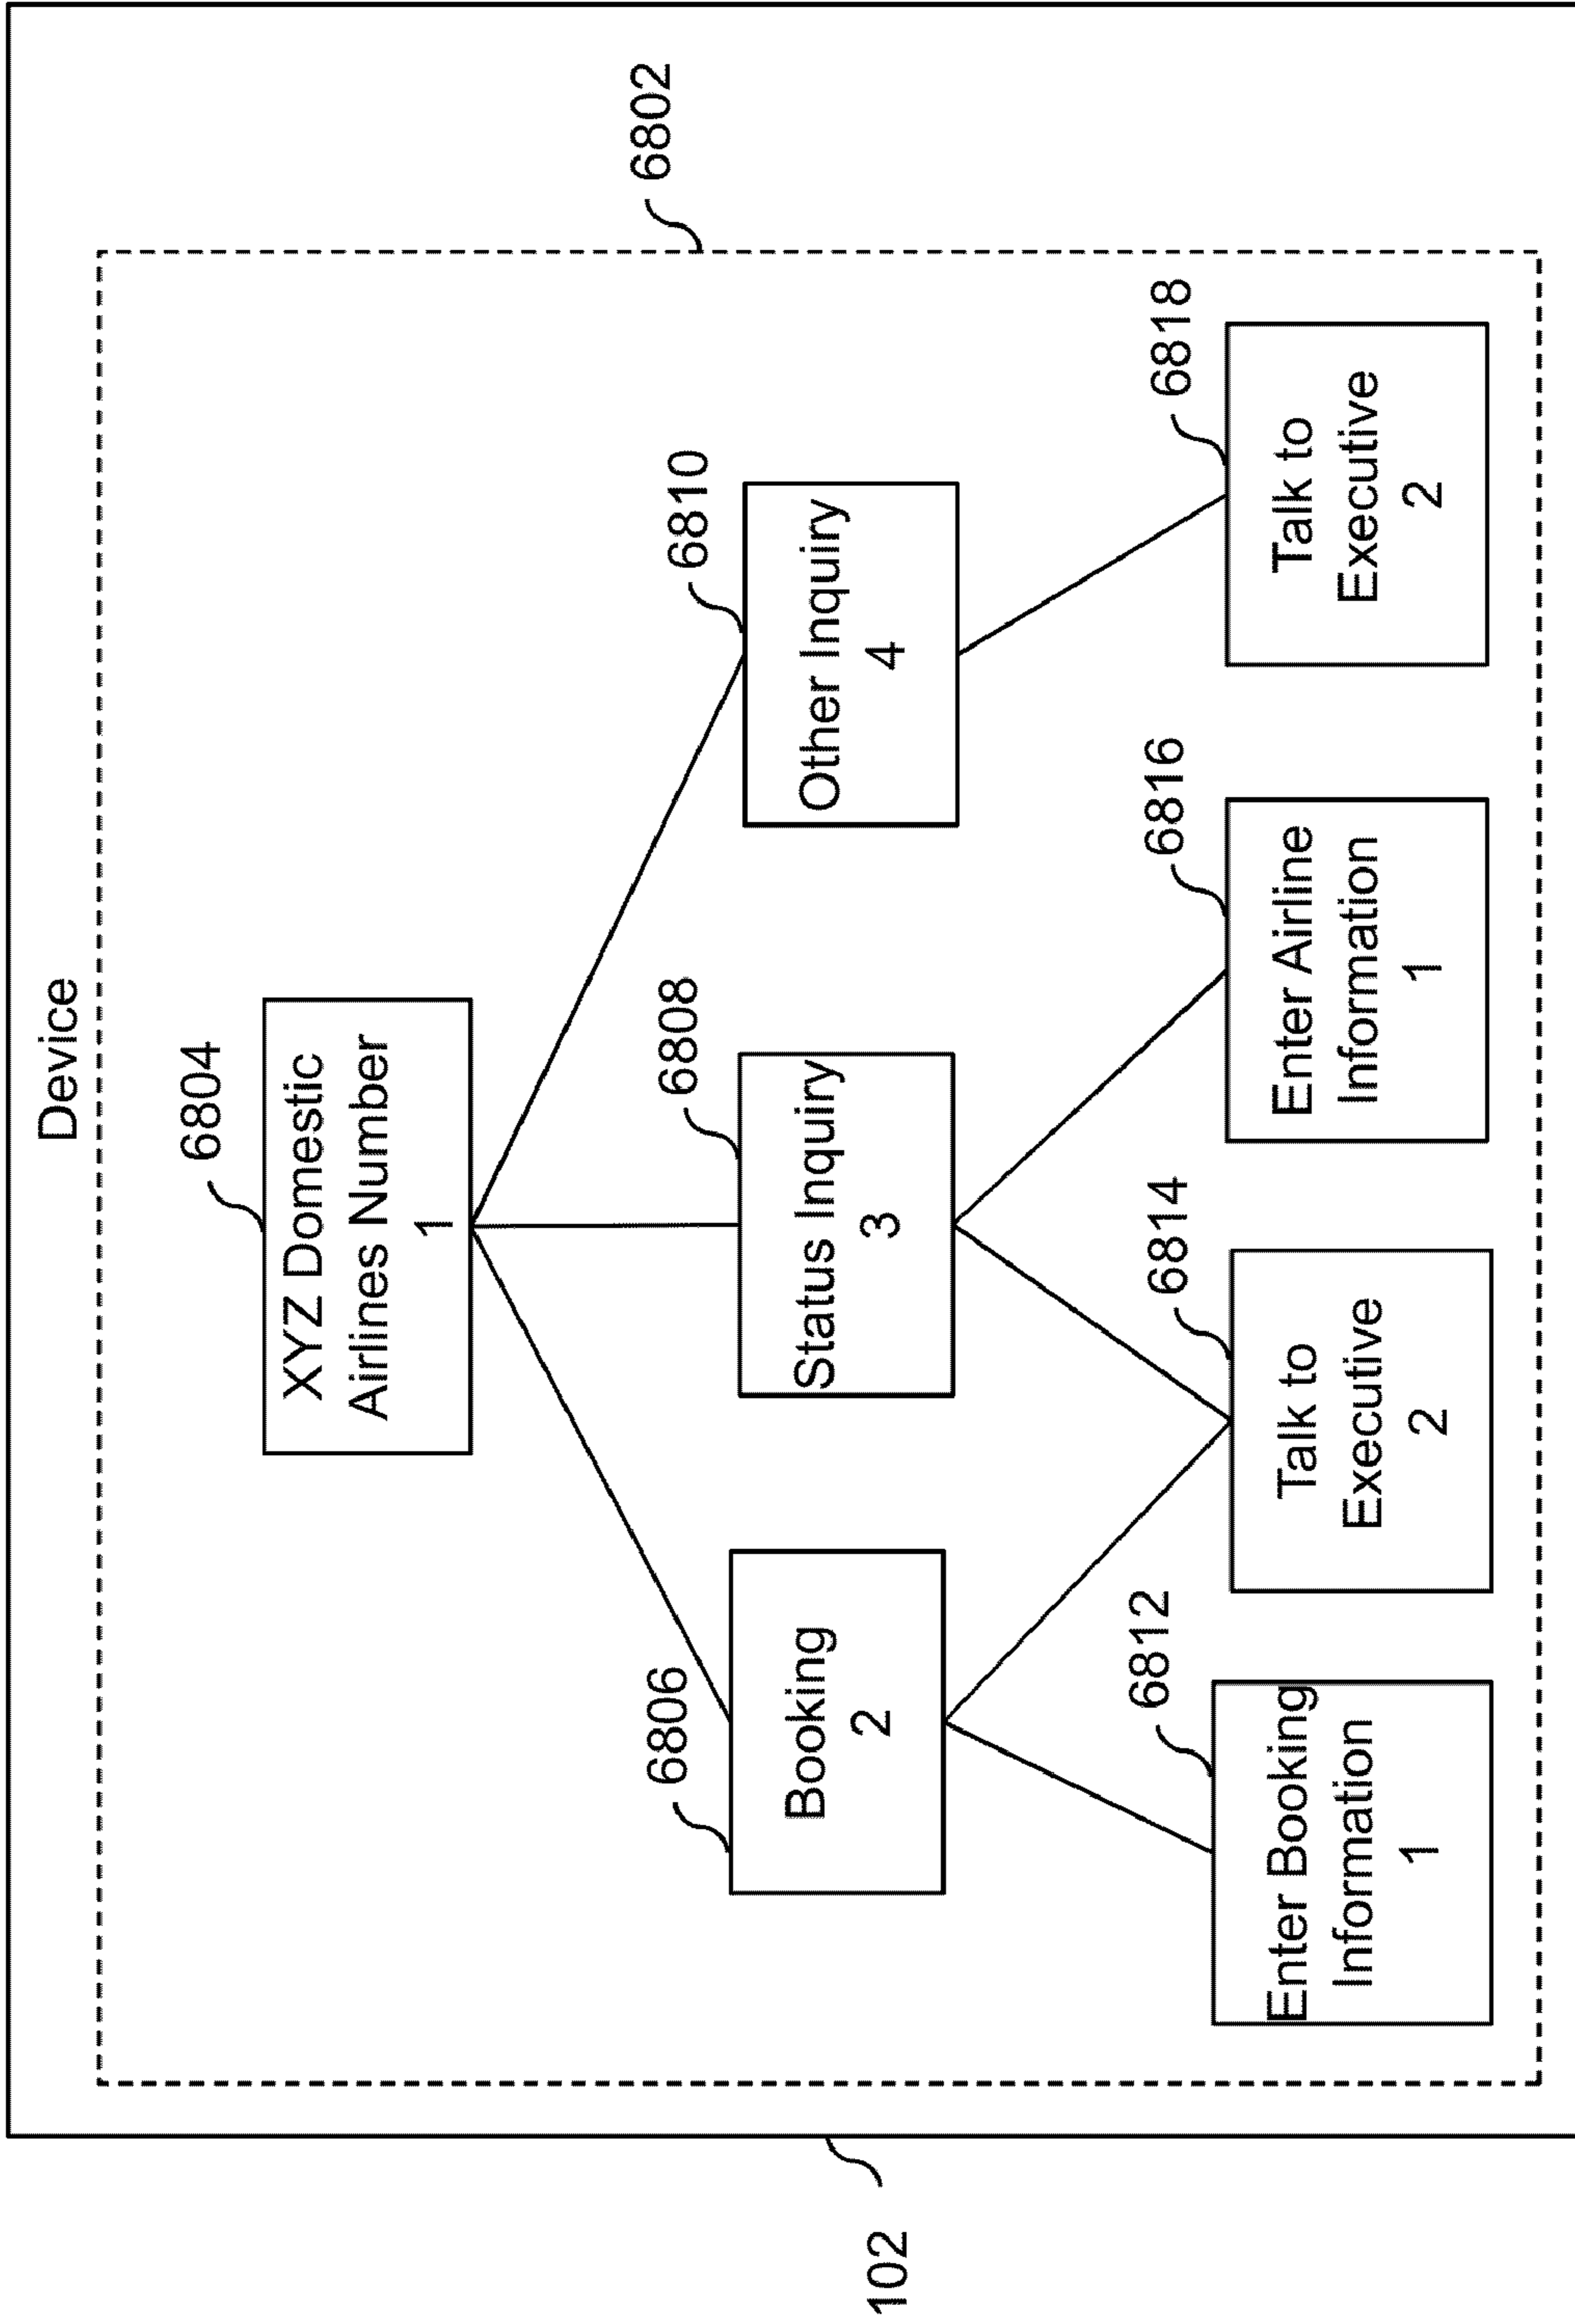 Device
6802
6804
XYZ Domestic
Airlines Number
1
6806
Booking
2
6808
Status Inquiry
3
6810
Other Inquiry
4
6812
Enter Booking
Information
1
6814
Talk to
Executive
2
6816
Enter Airline
Information
1
6818
Talk to
Executive
2
102